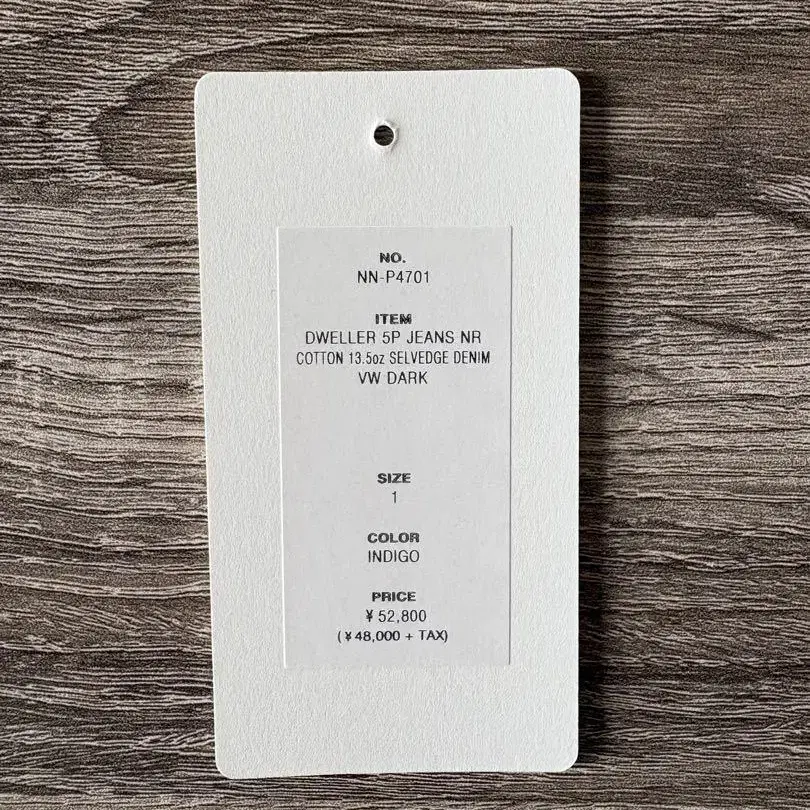 NO.
NN-P4701
ITEM
DWELLER 5P JEANS NR
COTTON 13.5oz SELVEDGE DENIM
VW DARK
SIZE
1
COLOR
INDIGO
PRICE
¥ 52,800
(¥48,000 + TAX)